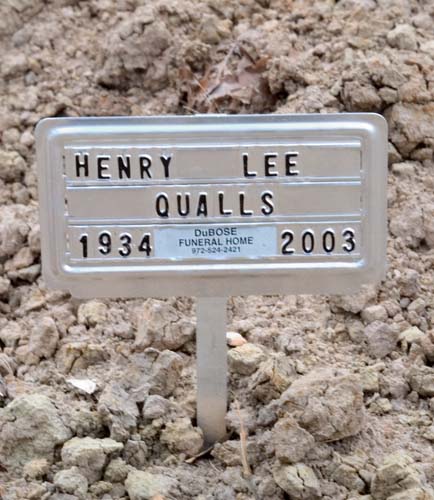 HENRY LEE
QUALLS
1934 DuBOSE 2003
FUNERAL HOME
972-524-2421